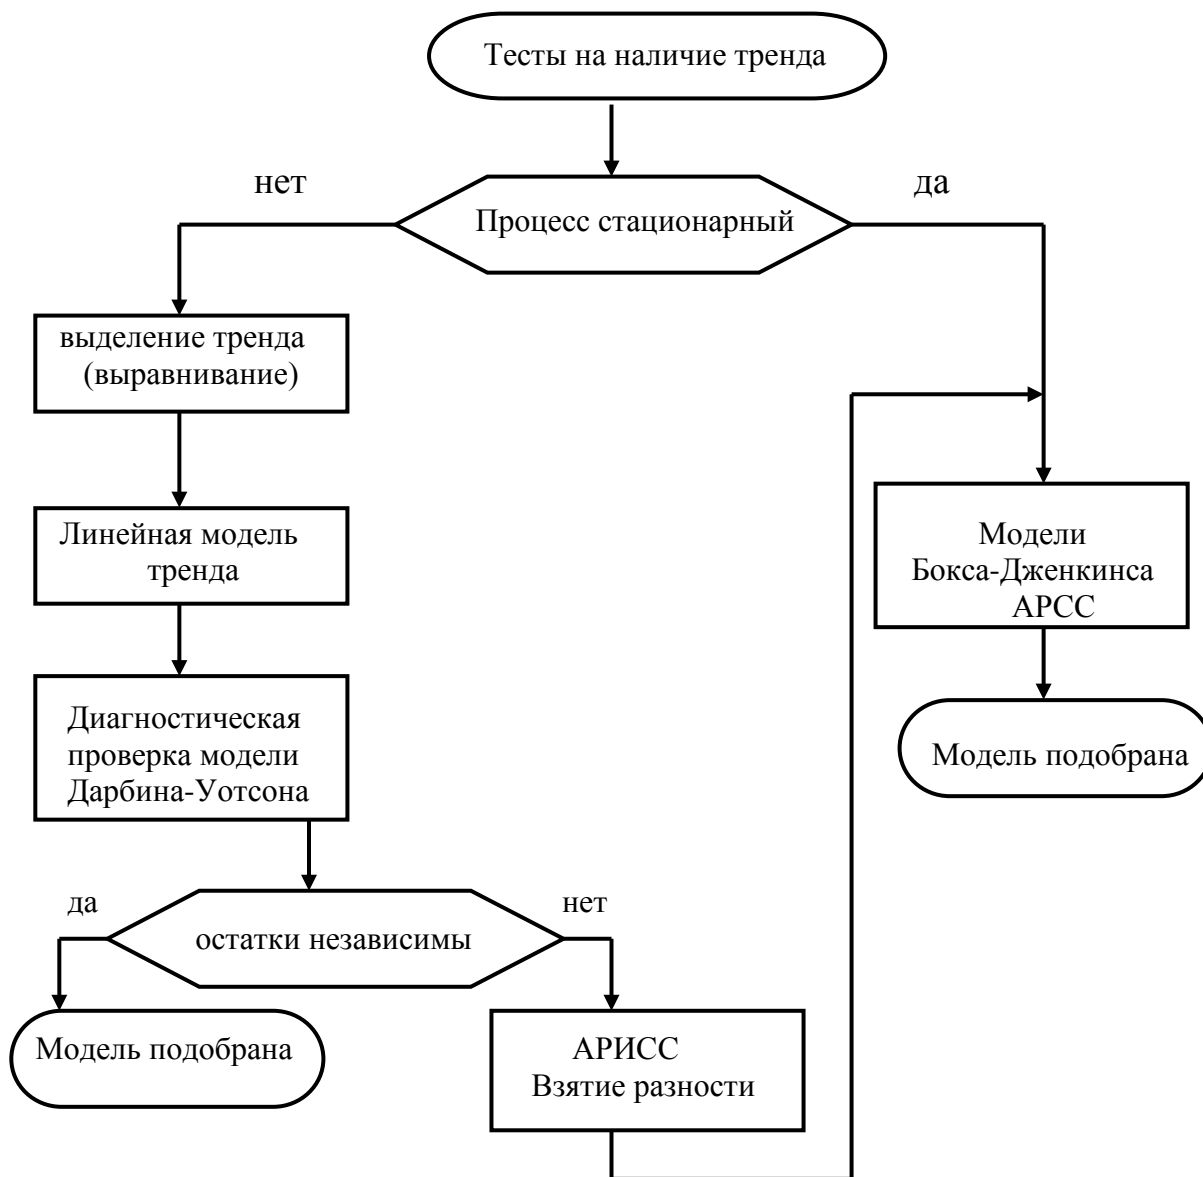 Тесты на наличие тренда
нет
да
Процесс стационарный
выделение тренда
(выравнивание)
Линейная модель
тренда
Модели
Бокса-Дженкинса
АРСС
Диагностическая
проверка модели
Дарбина-Уотсона
Модель подобрана
да
нет
остатки независимы
Модель подобрана
АРИСС
Взятие разности